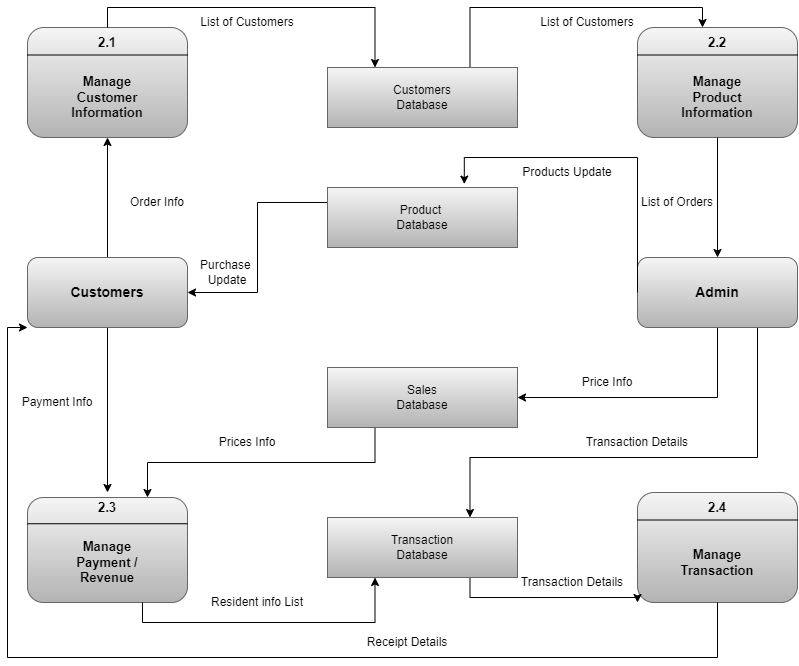 List of Customers
List of Customers
2.1
2.2
Manage
Customer
Information
Customers
Database
Manage
Product
Information
Products Update
Order Info
List of Orders
Product
Database
Purchase
Update
Customers
Admin
Sales
Database
Price Info
Payment Info
Prices Info
Transaction Details
2.3
2.4
Manage
Payment /
Revenue
Transaction
Database
Manage
Transaction
Transaction Details
Resident info List
Receipt Details